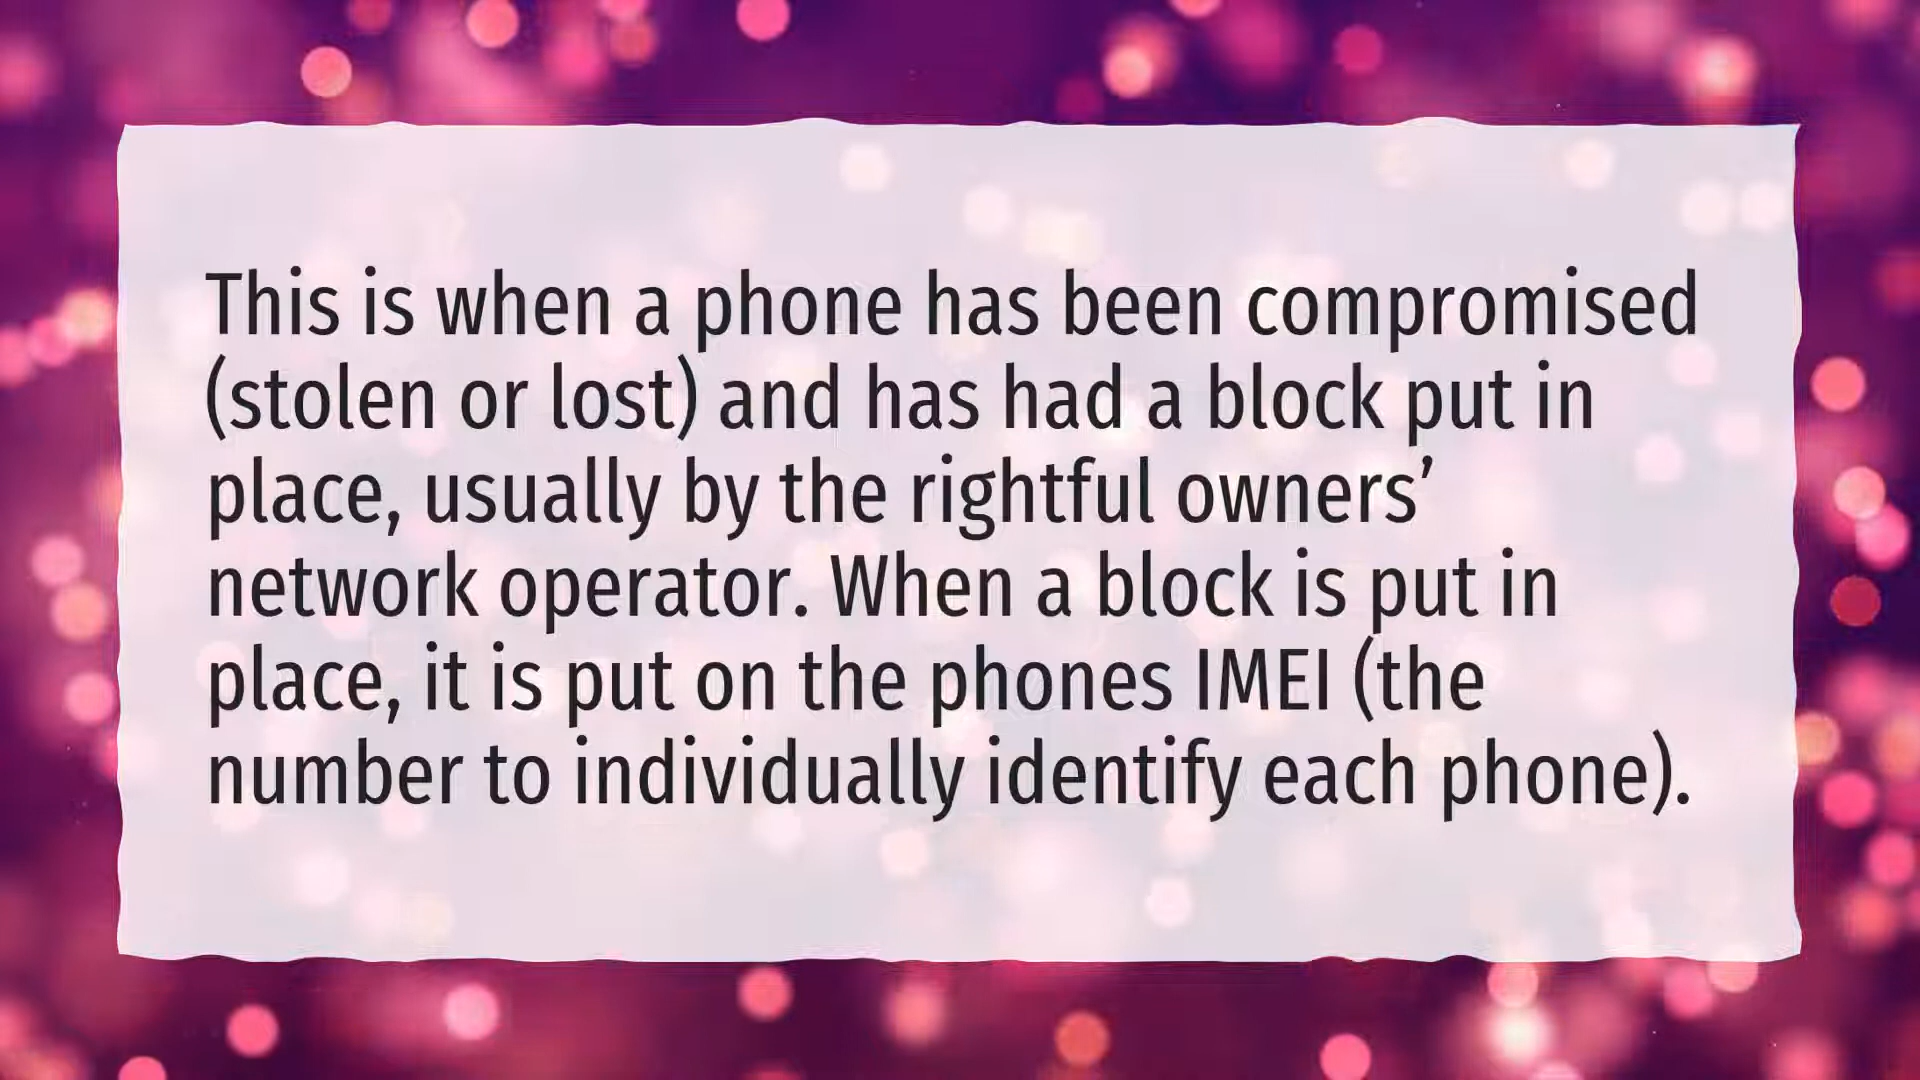 This is when a phone has been compromised
(stolen or lost) and has had a block put in
place, usually by the rightful owners’
network operator. When a block is put in
place, it is put on the phones IMEI (the
number to individually identify each phone).